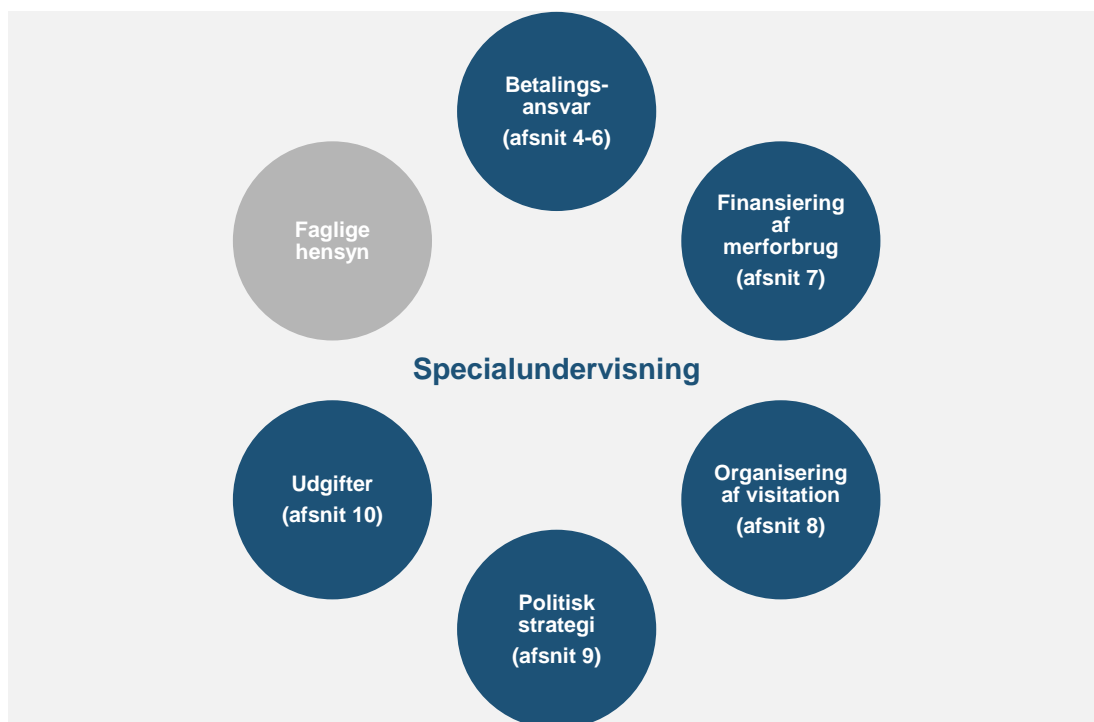 Betalings-
ansvar
(afsnit 4-6)
Finansiering
af
merforbrug
(afsnit 7)
Faglige
hensyn
Specialundervisning
Organisering
af visitation
(afsnit 8)
Udgifter
(afsnit 10)
Politisk
strategi
(afsnit 9)